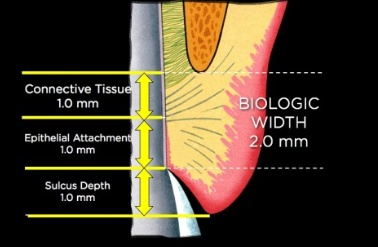 Connective Tissue
1.0 mm
Epithelial Attachment
1.0 mm
Sulcus Depth
1.0 mm
BIOLOGIC
WIDTH
2.0 mm